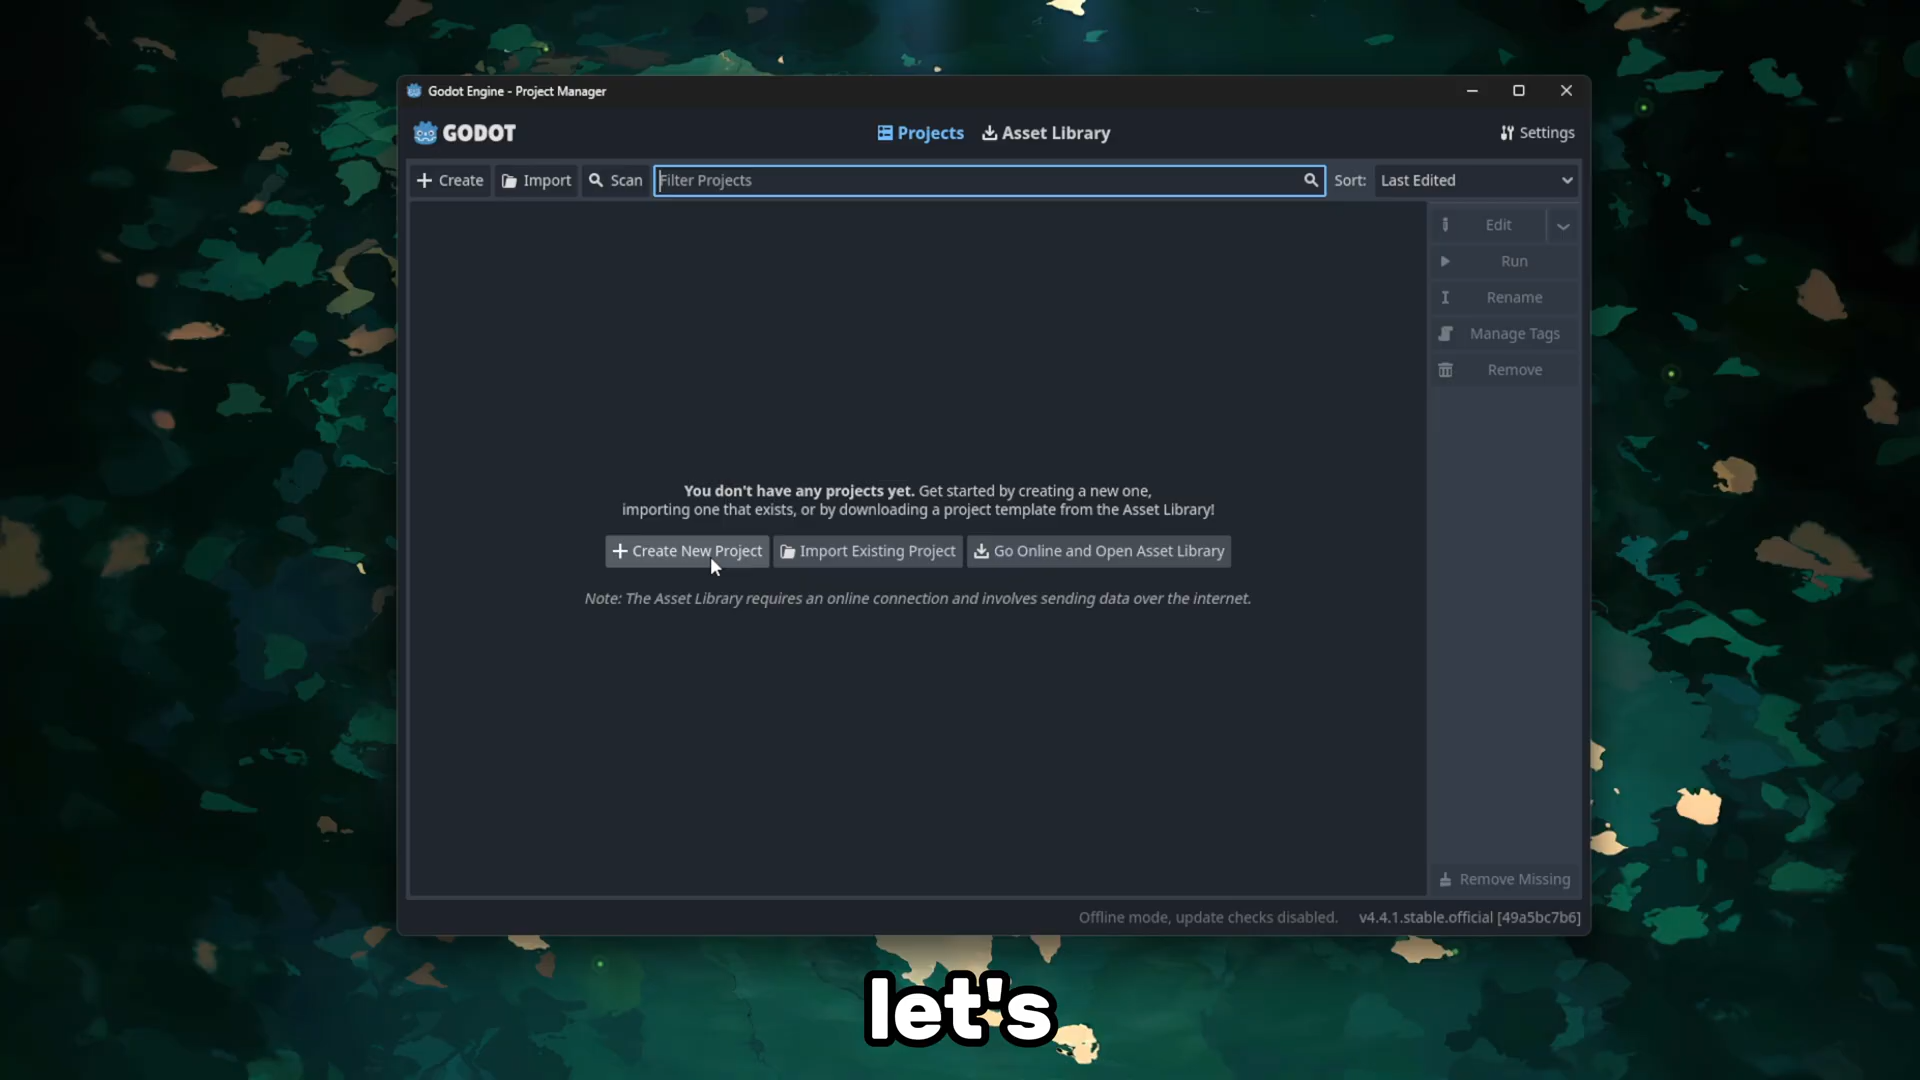 Godot Engine - Project Manager
GODOT
Projects
Asset Library
Settings
Create
Import
Scan
Filter Projects
Sort:
Last Edited
Edit
Run
Rename
Manage Tags
Remove
You don't have any projects yet. Get started by creating a new one,
importing one that exists, or by downloading a project template from the Asset Library!
Create New Project
Import Existing Project
Go Online and Open Asset Library
Note: The Asset Library requires an online connection and involves sending data over the internet.
Remove Missing
Offline mode, update checks disabled.
v4.4.1.stable.official [49a5bc7b6]
let's